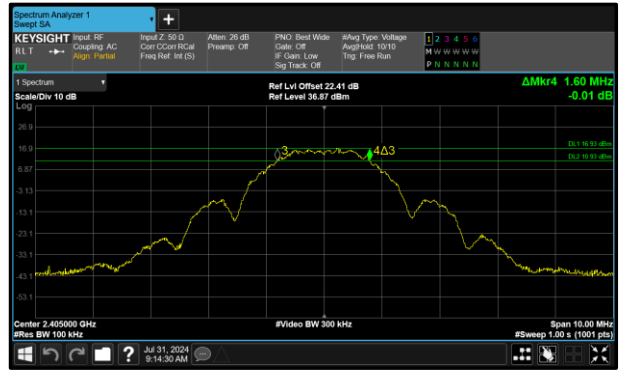 Spectrum Analyzer 1
Swept SA
+
KEYSIGHT Input: RF Input Z: 50 Ω Atten: 26 dB PNO: Best Wide #Avg Type: Voltage 1 2 3 4 5 6
RLT Coupling: AC Corr CCorr RCal Preamp: Off Gate: Off Avg|Hold: 10/10 M W W W W W
Align: Partial Freq Ref: Int (S) IF Gain: Low Trig: Free Run
Sig Track: Off P N N N N N
LXI
1 Spectrum Ref Lvl Offset 22.41 dB ΔMkr4 1.60 MHz
Scale/Div 10 dB Ref Level 36.87 dBm -0.01 dB
Log
26.9
16.9 3 4Δ3 DL1 16.93 dBm
6.87 DL2 10.93 dBm
-3.13
-13.1
-23.1
-33.1
-43.1
-53.1
Center 2.405000 GHz #Video BW 300 kHz Span 10.00 MHz
#Res BW 100 kHz #Sweep 1.00 s (1001 pts)
? Jul 31, 2024
9:14:30 AM